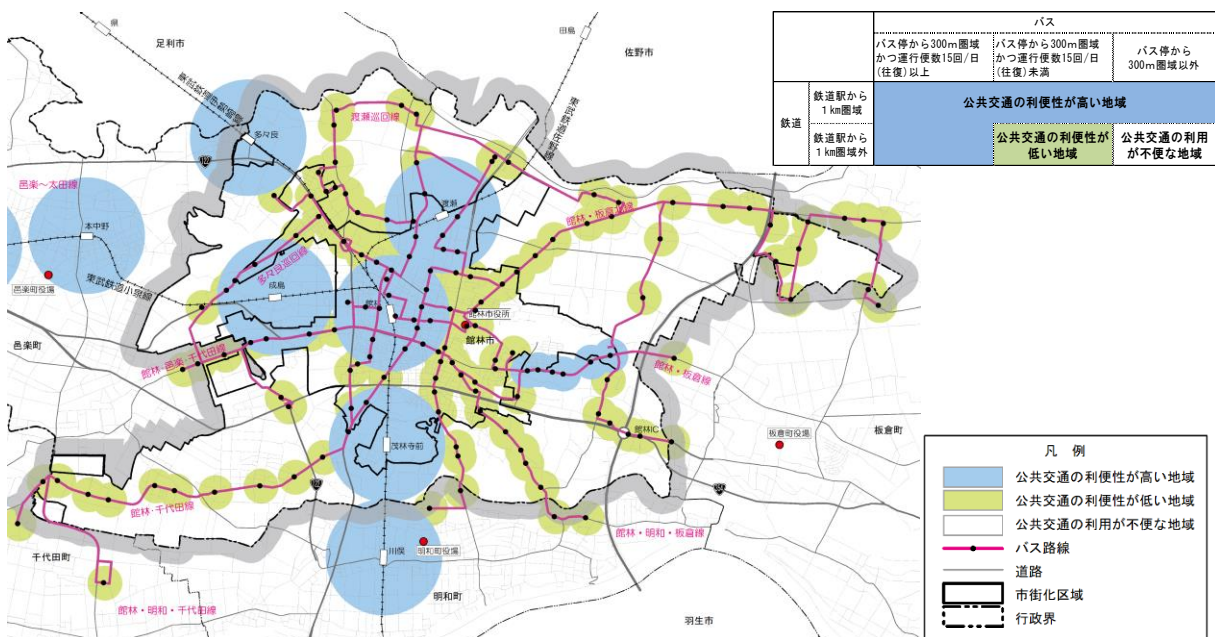 県
足利市
田島
佐野市
多々良
122
渡瀬巡回線
東武鉄道佐野線
邑楽～太田線
本中野
渡瀬
館林・板倉北線
邑楽町役場
東武鉄道小泉線
多々良巡回線
成島
館林
館林市役所
館林市
邑楽町
館林・邑楽・千代田線
館林・板倉線
茂林寺前
館林IC
板倉町役場
板倉町
122
354
館林・千代田線
館林・明和・板倉線
千代田町
川俣
明和町役場
館林・明和・千代田線
明和町
羽生市
バス
バス停から300m圏域
かつ運行便数15回/日
(往復)以上
バス停から300m圏域
かつ運行便数15回/日
(往復)未満
バス停から
300m圏域以外
鉄道
鉄道駅から
1km圏域
公共交通の利便性が高い地域
鉄道駅から
1km圏域外
公共交通の利便性が
低い地域
公共交通の利用
が不便な地域
凡 例
公共交通の利便性が高い地域
公共交通の利便性が低い地域
公共交通の利用が不便な地域
バス路線
道路
市街化区域
行政界